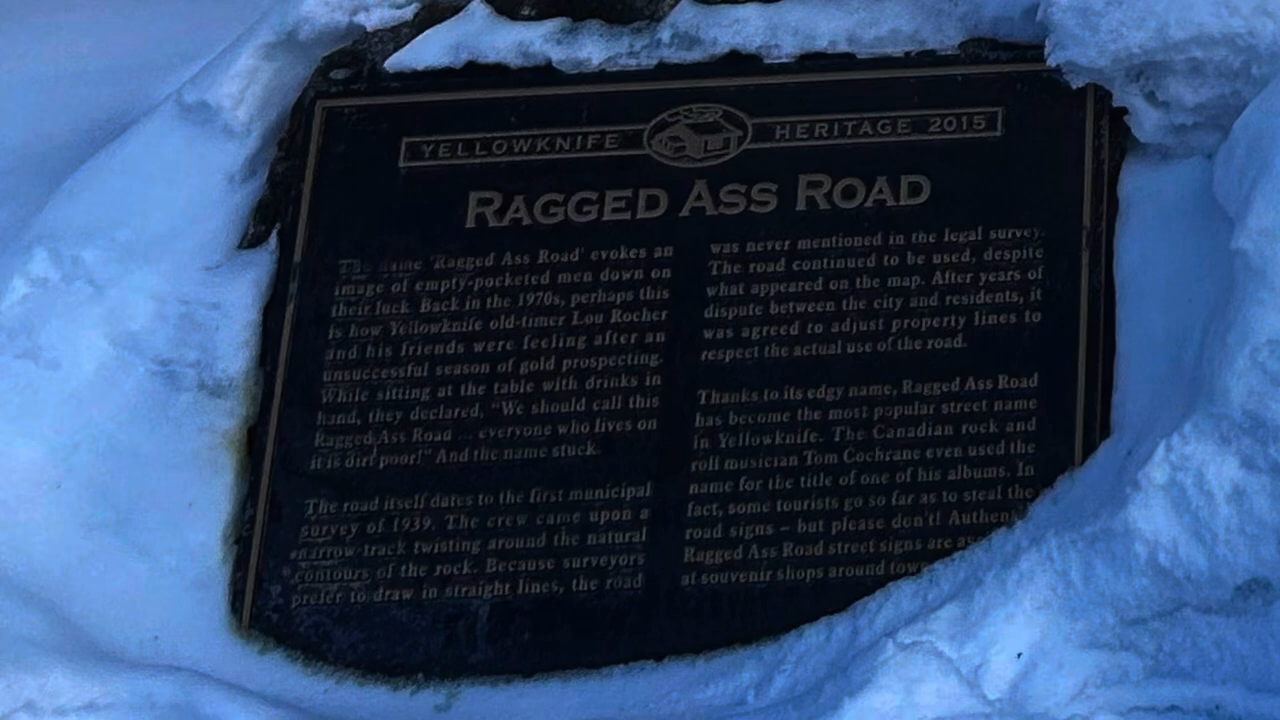 YELLOWKNIFE HERITAGE 2015
RAGGED ASS ROAD
The name 'Ragged Ass Road' evokes an
image of empty-pocketed men down on
their luck. Back in the 1970s, perhaps this
is how Yellowknife old-timer Lou Rocher
and his friends were feeling after an
unsuccessful season of gold prospecting.
While sitting at the table with drinks in
hand, they declared, "We should call this
Ragged Ass Road ... everyone who lives on
it is dirt poor!" And the name stuck.
The road itself dates to the first municipal
survey of 1939. The crew came upon a
narrow track twisting around the natural
contours of the rock. Because surveyors
prefer to draw in straight lines, the road
was never mentioned in the legal survey.
The road continued to be used, despite
what appeared on the map. After years of
dispute between the city and residents, it
was agreed to adjust property lines to
respect the actual use of the road.
Thanks to its edgy name, Ragged Ass Road
has become the most popular street name
in Yellowknife. The Canadian rock and
roll musician Tom Cochrane even used the
name for the title of one of his albums. In
fact, some tourists go so far as to steal the
road signs – but please don't!
Ragged Ass Road street signs are
at souvenir shops around